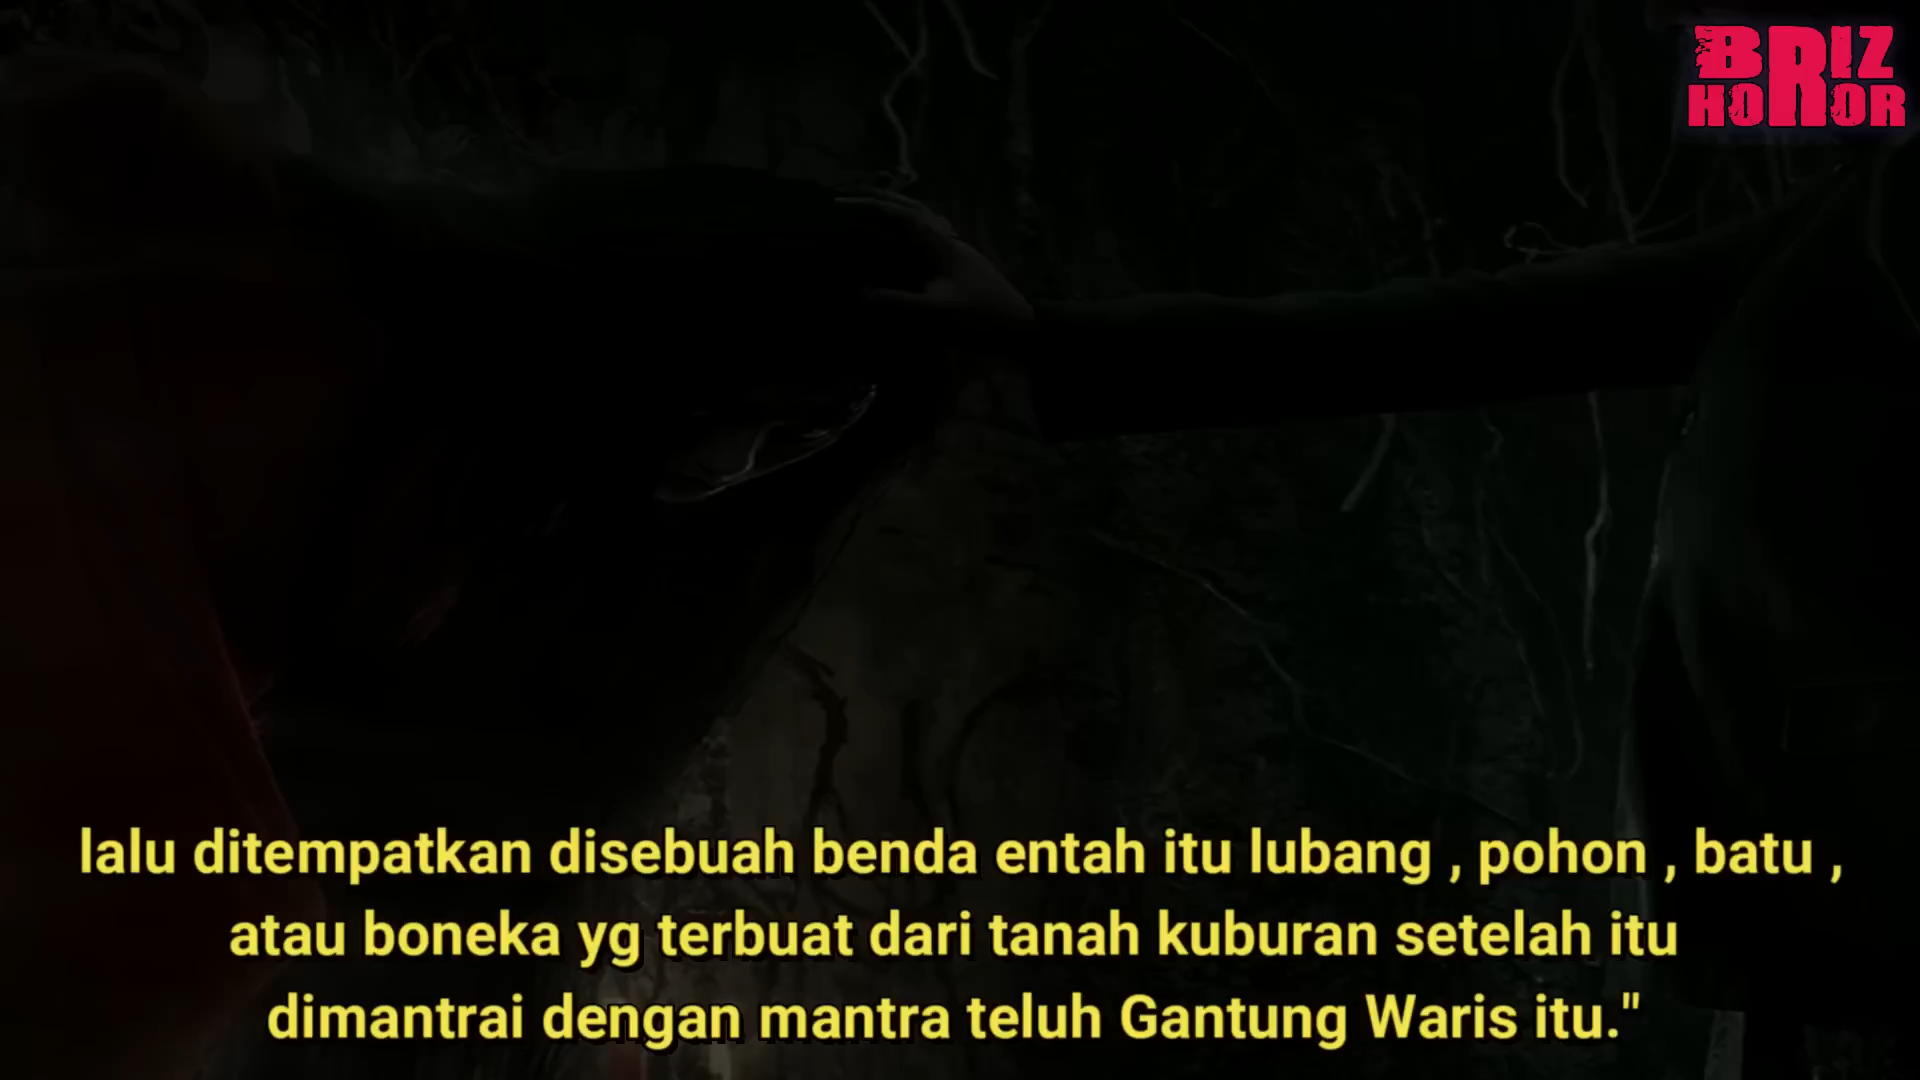 BRIZ
HOROR
lalu ditempatkan disebuah benda entah itu lubang , pohon , batu ,
atau boneka yg terbuat dari tanah kuburan setelah itu
dimantrai dengan mantra teluh Gantung Waris itu."